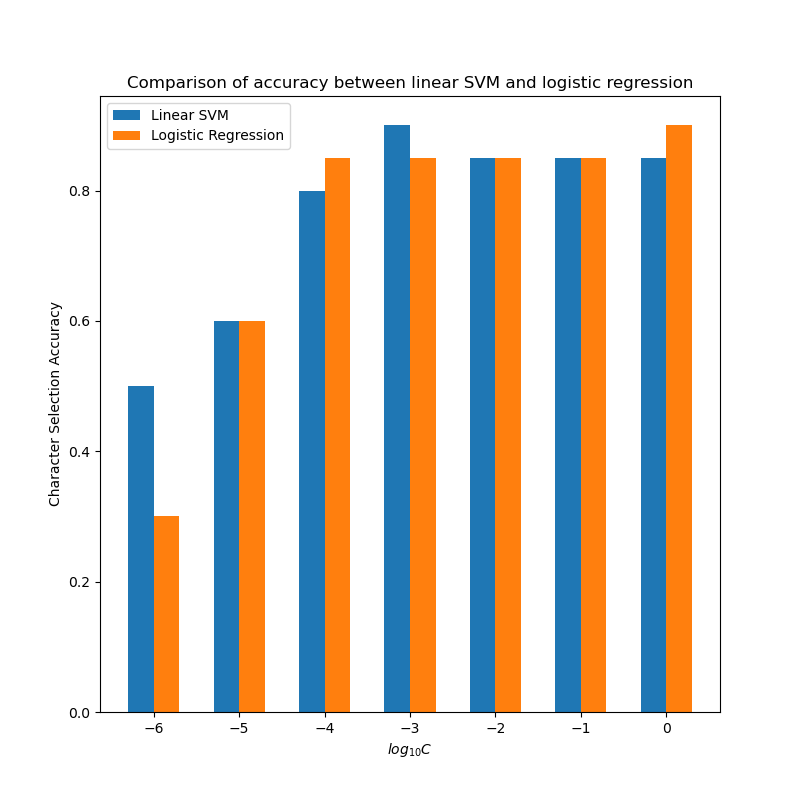 Comparison of accuracy between linear SVM and logistic regression
Linear SVM
Logistic Regression
Character Selection Accuracy
0.8
0.6
0.4
0.2
0.0
−6 −5 −4 −3 −2 −1 0
log₁₀C